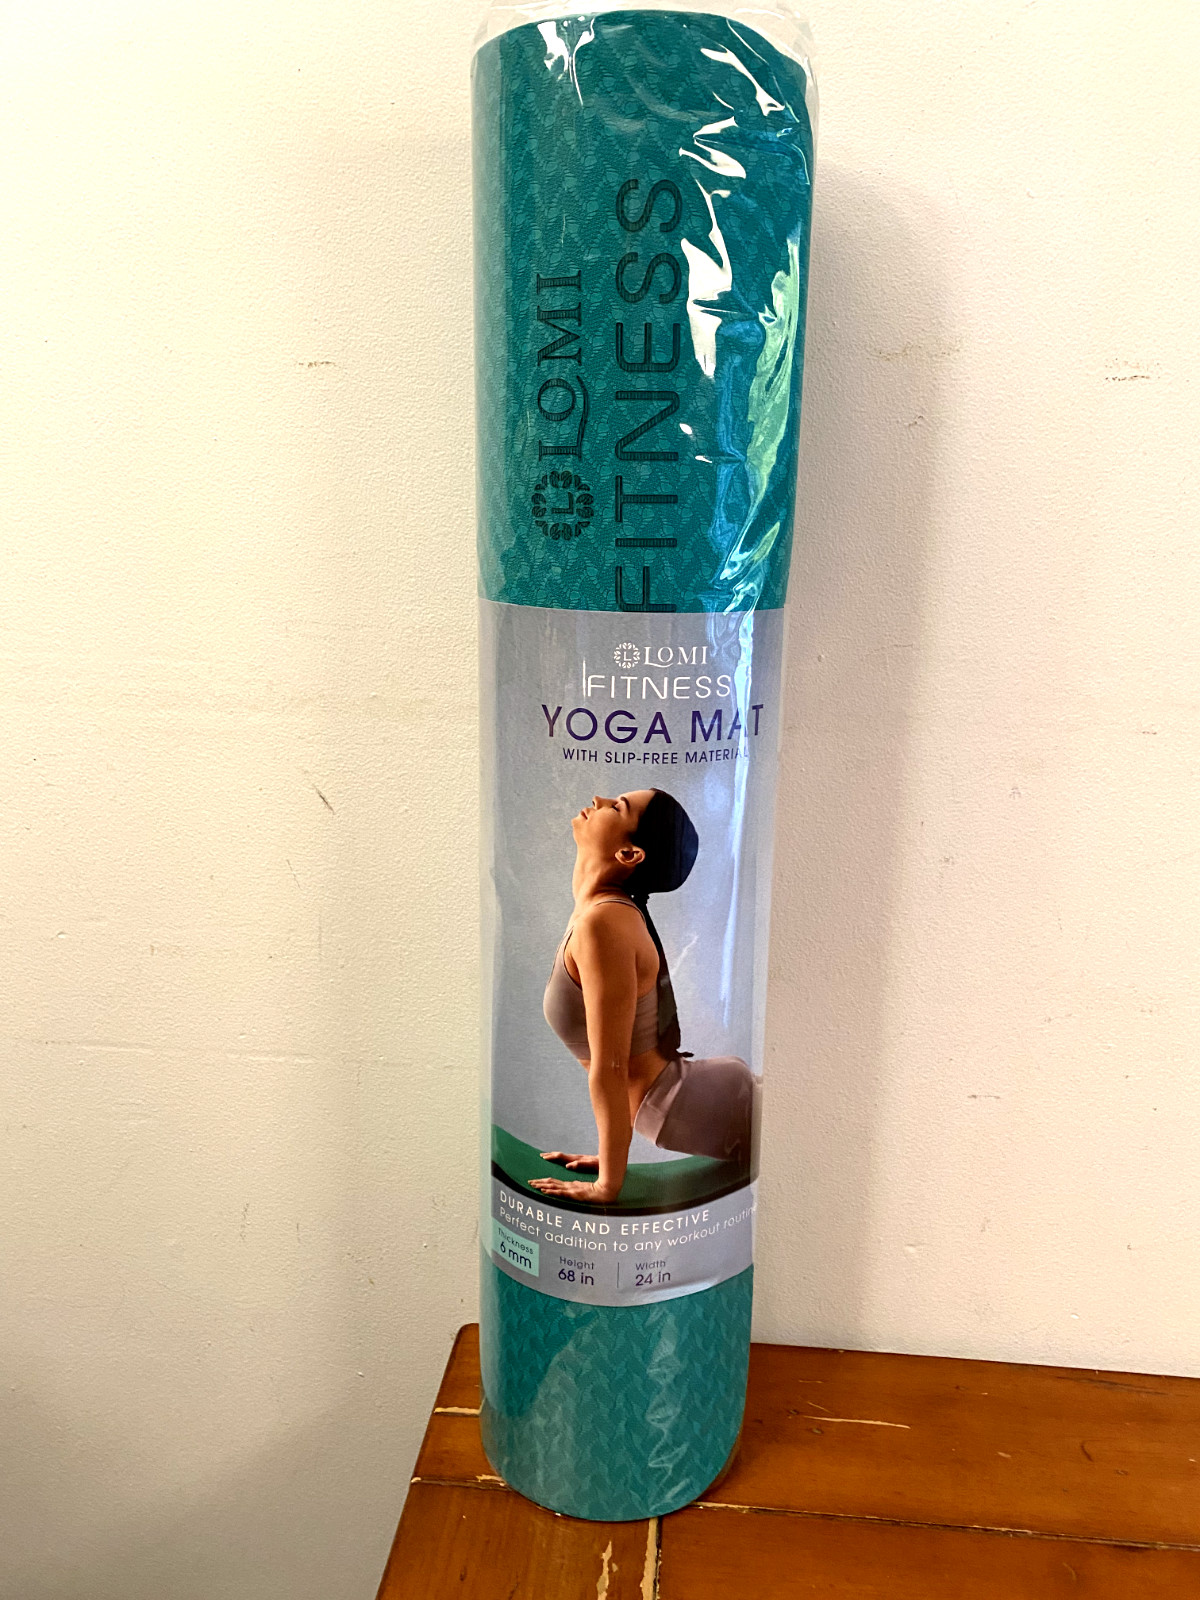 LOMI
FITNESS
L LOMI
FITNESS
YOGA MAT
WITH SLIP-FREE MATERIAL
DURABLE AND EFFECTIVE
Perfect addition to any workout routine
Thickness
6 mm
Height
68 in
Width
24 in